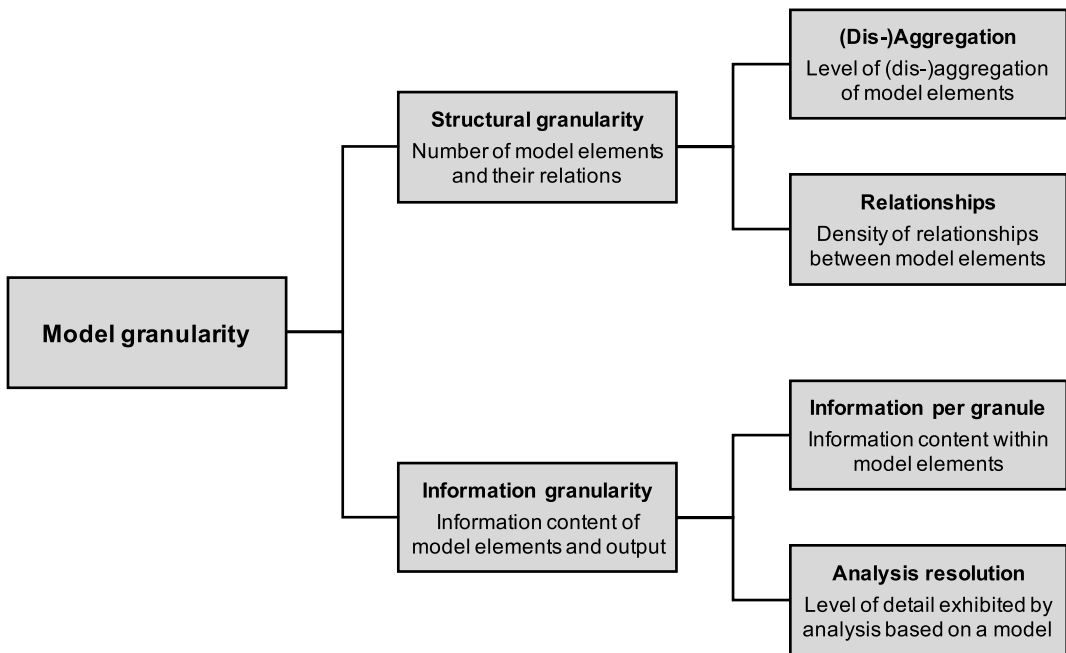 Model granularity
Structural granularity
Number of model elements
and their relations
(Dis-)Aggregation
Level of (dis-)aggregation
of model elements
Relationships
Density of relationships
between model elements
Information granularity
Information content of
model elements and output
Information per granule
Information content within
model elements
Analysis resolution
Level of detail exhibited by
analysis based on a model